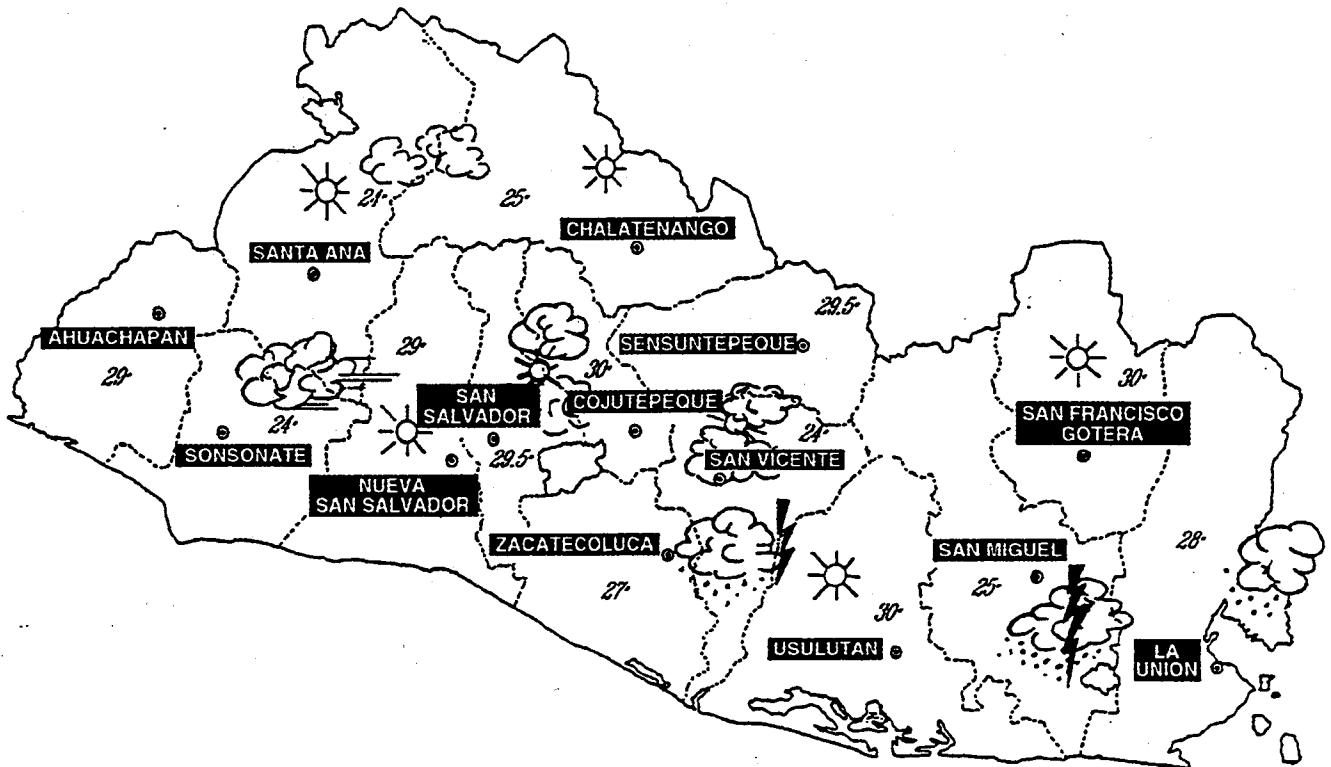 24°
25°
CHALATENANGO
SANTA ANA
29.5°
AHUACHAPAN
29°
29°
SENSUNTEPEQUE
30°
30°
SAN
SALVADOR
COJUTEPEQUE
SAN FRANCISCO
GOTERA
24°
24°
SONSONATE
29.5°
SAN VICENTE
NUEVA
SAN SALVADOR
ZACATECOLUCA
SAN MIGUEL
28°
27°
25°
30°
USULUTAN
LA
UNION